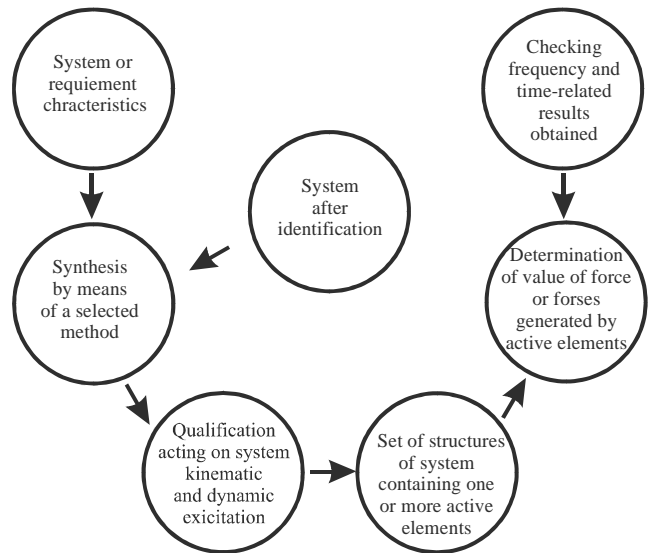 System or
requiement
chracteristics
Checking
frequency and
time-related
results
obtained
System
after
identification
Synthesis
by means
of a selected
method
Determination
of value of force
or forses
generated by
active elements
Qualification
acting on system
kinematic
and dynamic
exicitation
Set of structures
of system
containing one
or more active
elements